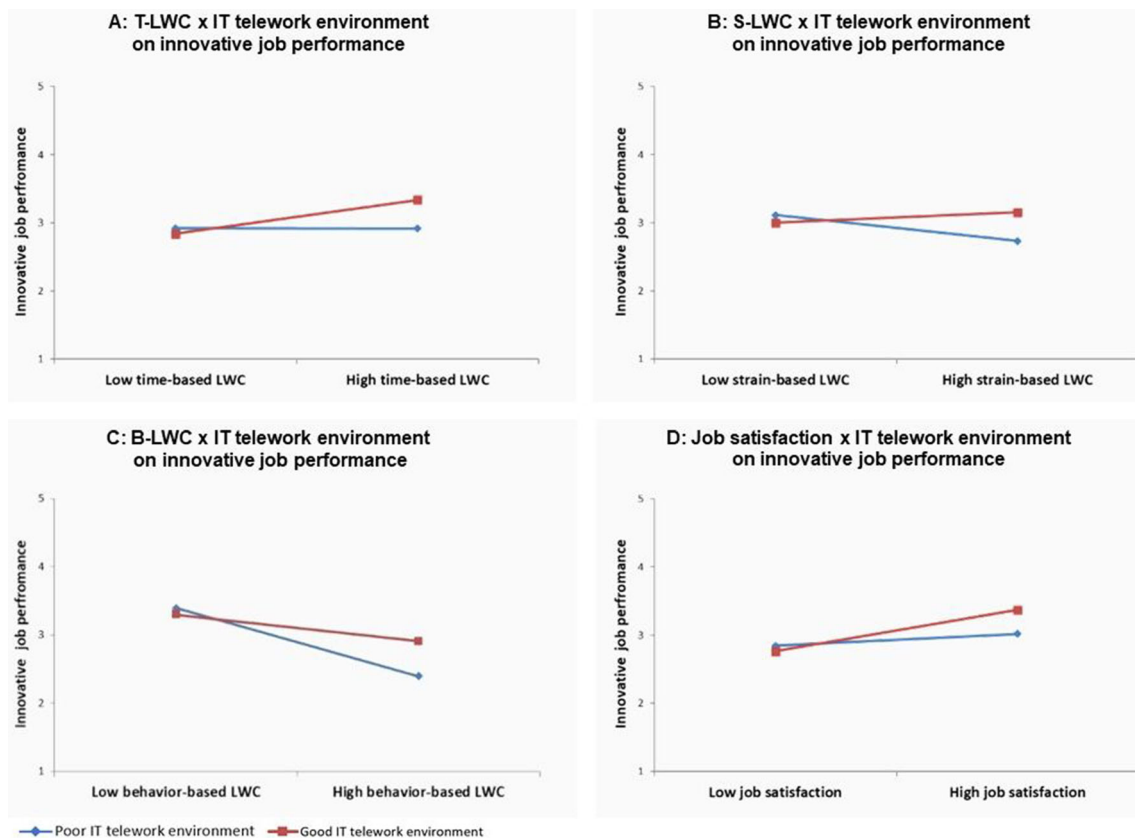 A: T-LWC x IT telework environment
on innovative job performance
Innovative job perfromance
5
4
3
2
1
Low time-based LWC
High time-based LWC
B: S-LWC x IT telework environment
on innovative job performance
Innovative job perfromance
5
4
3
2
1
Low strain-based LWC
High strain-based LWC
C: B-LWC x IT telework environment
on innovative job performance
Innovative job perfromance
5
4
3
2
1
Low behavior-based LWC
High behavior-based LWC
D: Job satisfaction x IT telework environment
on innovative job performance
Innovative job perfromance
5
4
3
2
1
Low job satisfaction
High job satisfaction
Poor IT telework environment
Good IT telework environment